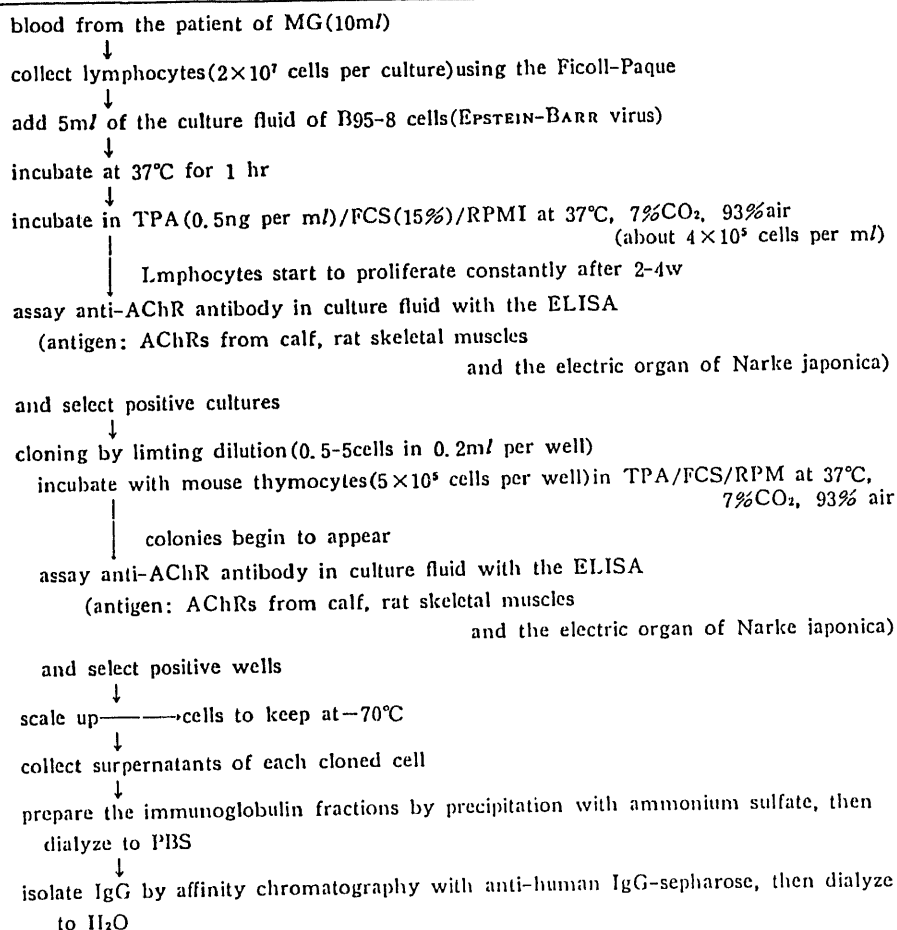 blood from the patient of MG(10ml)
↓
collect lymphocytes(2×10⁷ cells per culture)using the Ficoll-Paque
↓
add 5ml of the culture fluid of B95-8 cells(EPSTEIN-BARR virus)
↓
incubate at 37℃ for 1 hr
↓
incubate in TPA(0.5ng per ml)/FCS(15%)/RPMI at 37℃, 7%CO₂, 93%air
(about 4×10⁵ cells per ml)
Lmphocytes start to proliferate constantly after 2-4w
↓
assay anti-AChR antibody in culture fluid with the ELISA
(antigen: AChRs from calf, rat skeletal muscles
and the electric organ of Narke japonica)
and select positive cultures
↓
cloning by limting dilution(0.5-5cells in 0.2ml per well)
incubate with mouse thymocytes(5×10⁵ cells per well)in TPA/FCS/RPM at 37℃,
7%CO₂, 93% air
colonies begin to appear
↓
assay anti-AChR antibody in culture fluid with the ELISA
(antigen: AChRs from calf, rat skeletal muscles
and the electric organ of Narke iaponica)
and select positive wells
↓
scale up——→cells to keep at−70℃
↓
collect surpernatants of each cloned cell
↓
prepare the immunoglobulin fractions by precipitation with ammonium sulfate, then
dialyze to PBS
↓
isolate IgG by affinity chromatography with anti-human IgG-sepharose, then dialyze
to H₂O